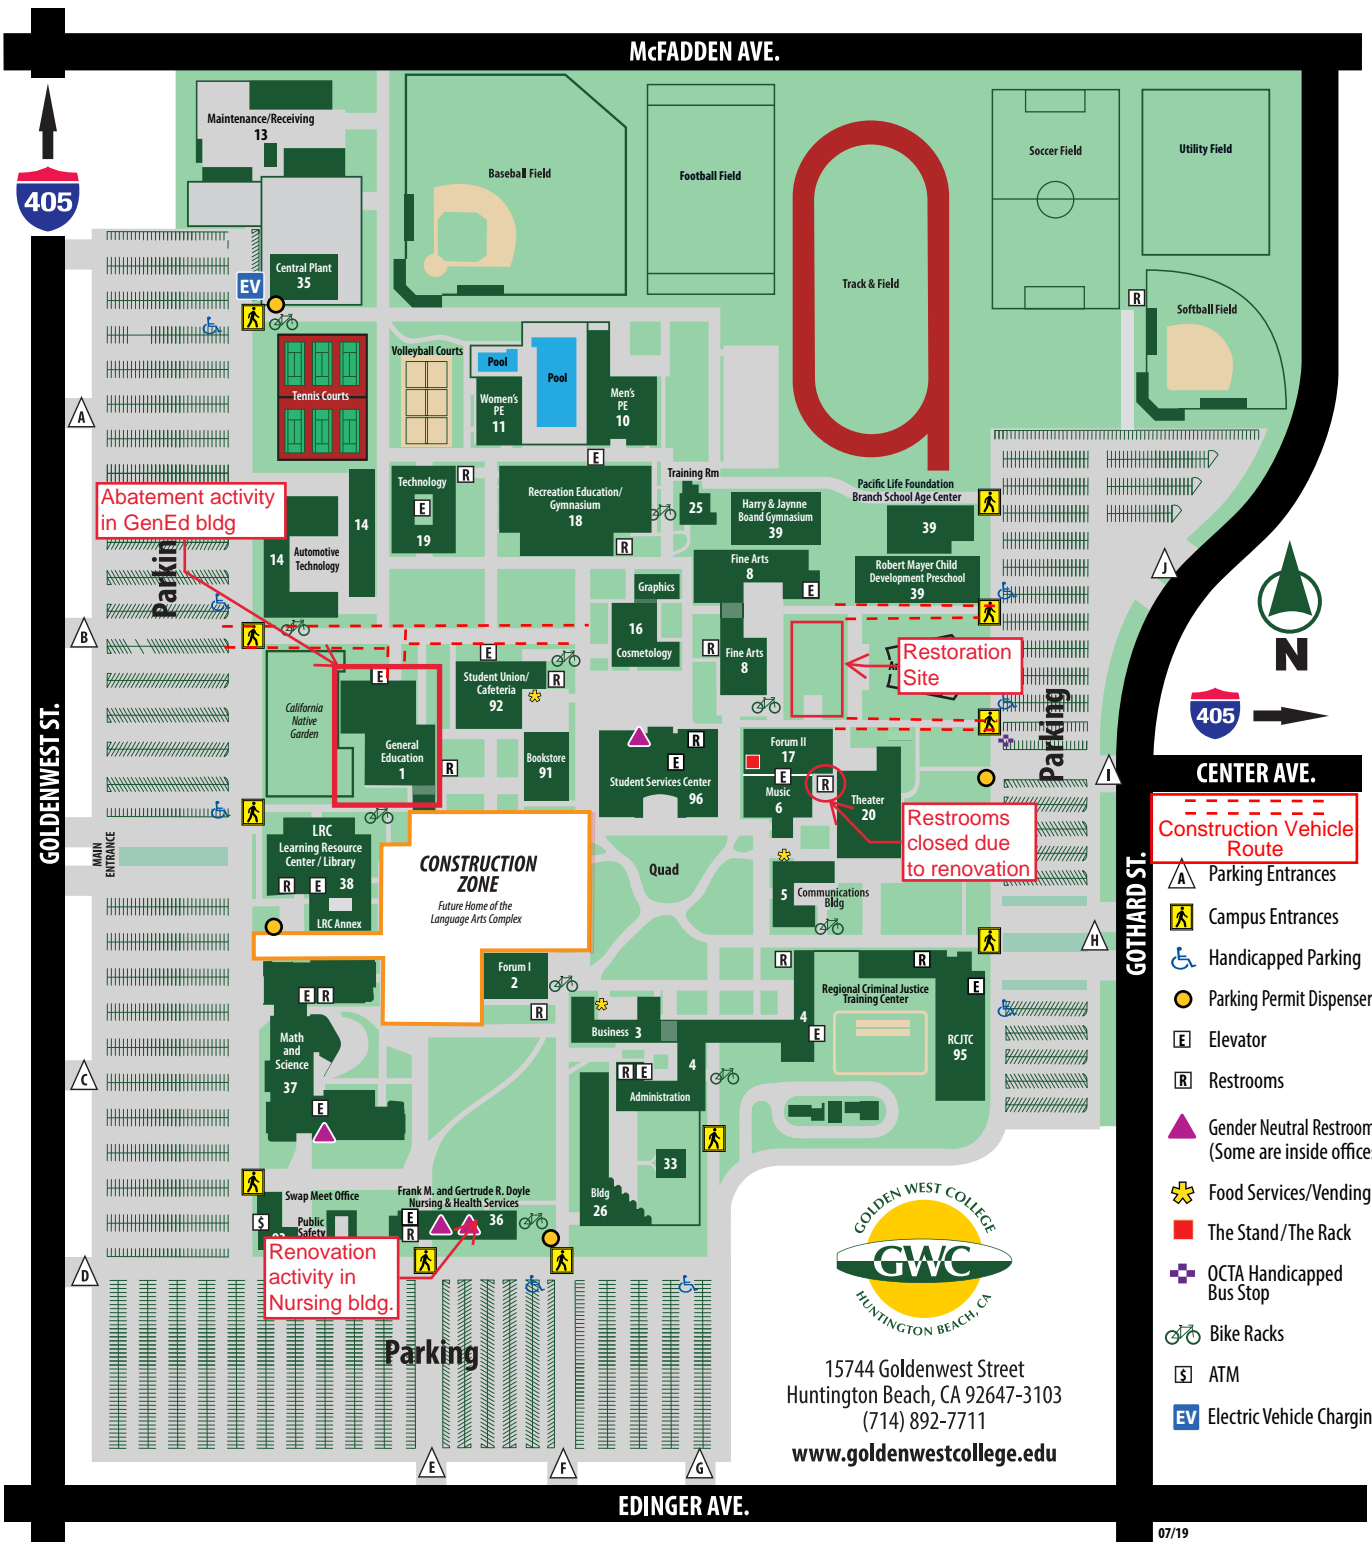 McFADDEN AVE.
405
Maintenance/Receiving
13
Baseball Field
Football Field
Track & Field
Soccer Field
Utility Field
Softball Field
R
Central Plant
35
EV
Tennis Courts
Volleyball Courts
Pool
Pool
Women's
PE
11
Men's
PE
10
A
E
R
Technology
E
19
Recreation Education/
Gymnasium
18
R
Training Rm
25
Harry & Jaynne
Boand Gymnasium
39
Pacific Life Foundation
Branch School Age Center
39
Abatement activity
in GenEd bldg
14
14
Automotive
Technology
Parkin
Fine Arts
8
E
Robert Mayer Child
Development Preschool
39
J
Graphics
16
Cosmetology
R
Fine Arts
8
Restoration
Site
B
N
405
California
Native
Garden
E
General
Education
1
R
E
Student Union/
Cafeteria
92
R
Bookstore
91
R
E
Student Services Center
96
Forum II
17
E
Music
6
R
Theater
20
Restrooms
closed due
to renovation
Parking
I
GOLDENWEST ST.
MAIN
ENTRANCE
CENTER AVE.
Construction Vehicle
Route
A
Parking Entrances
Campus Entrances
Handicapped Parking
Parking Permit Dispenser
E
Elevator
R
Restrooms
Gender Neutral Restroom
(Some are inside office
Food Services/Vending
The Stand/The Rack
OCTA Handicapped
Bus Stop
Bike Racks
$
ATM
EV
Electric Vehicle Chargin
GOTHARD ST.
LRC
Learning Resource
Center / Library
R
E
38
LRC Annex
CONSTRUCTION
ZONE
Future Home of the
Language Arts Complex
Quad
5
Communications
Bldg
H
Forum I
2
R
E
R
Math
and
Science
37
E
C
Business 3
4
R
E
Administration
R
4
E
Regional Criminal Justice
Training Center
R
E
RCJTC
95
33
Bldg
26
Swap Meet Office
$
Public
Safety
Frank M. and Gertrude R. Doyle
Nursing & Health Services
E
R
36
Renovation
activity in
Nursing bldg.
D
Parking
GOLDEN WEST COLLEGE
GWC
HUNTINGTON BEACH, CA
15744 Goldenwest Street
Huntington Beach, CA 92647-3103
(714) 892-7711
www.goldenwestcollege.edu
E
F
G
EDINGER AVE.
07/19